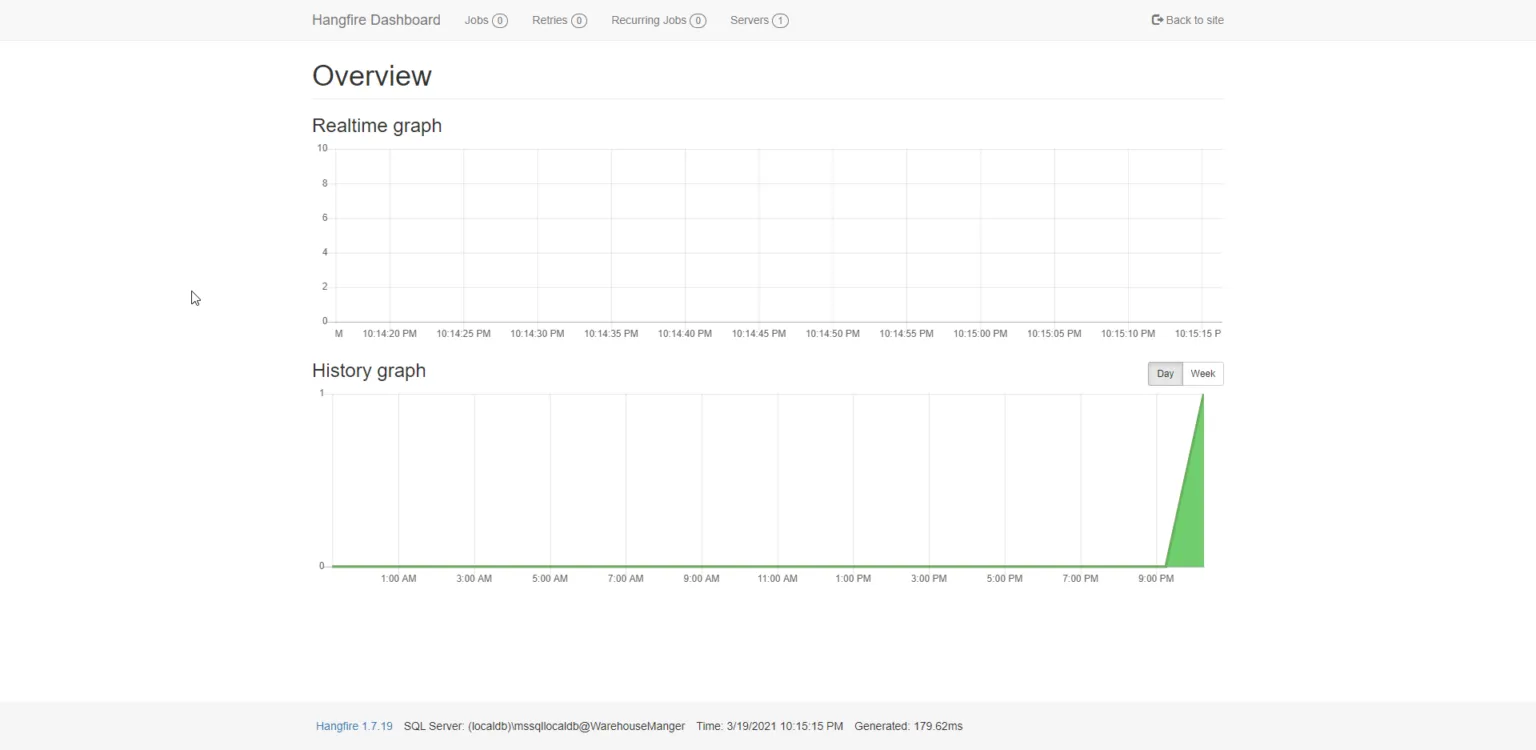 Hangfire Dashboard Jobs 0 Retries 0 Recurring Jobs 0 Servers 1 Back to site
Overview
Realtime graph
10
8
6
4
2
0
M 10:14:20 PM 10:14:25 PM 10:14:30 PM 10:14:35 PM 10:14:40 PM 10:14:45 PM 10:14:50 PM 10:14:55 PM 10:15:00 PM 10:15:05 PM 10:15:10 PM 10:15:15 P
History graph Day Week
1
0
1:00 AM 3:00 AM 5:00 AM 7:00 AM 9:00 AM 11:00 AM 1:00 PM 3:00 PM 5:00 PM 7:00 PM 9:00 PM
Hangfire 1.7.19 SQL Server: (localdb)\mssqllocaldb@WarehouseManger Time: 3/19/2021 10:15:15 PM Generated: 179.62ms